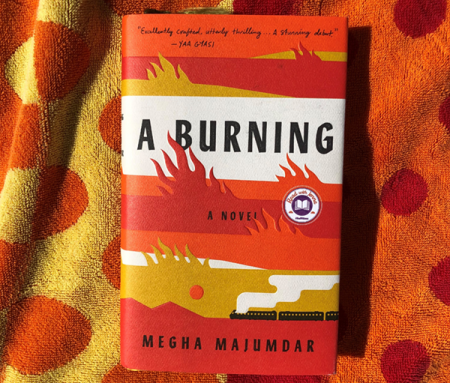 "Excellently crafted, utterly thrilling... a stunning debut."
—YAA GYASI
A BURNING
A NOVEL
MEGHA MAJUMDAR